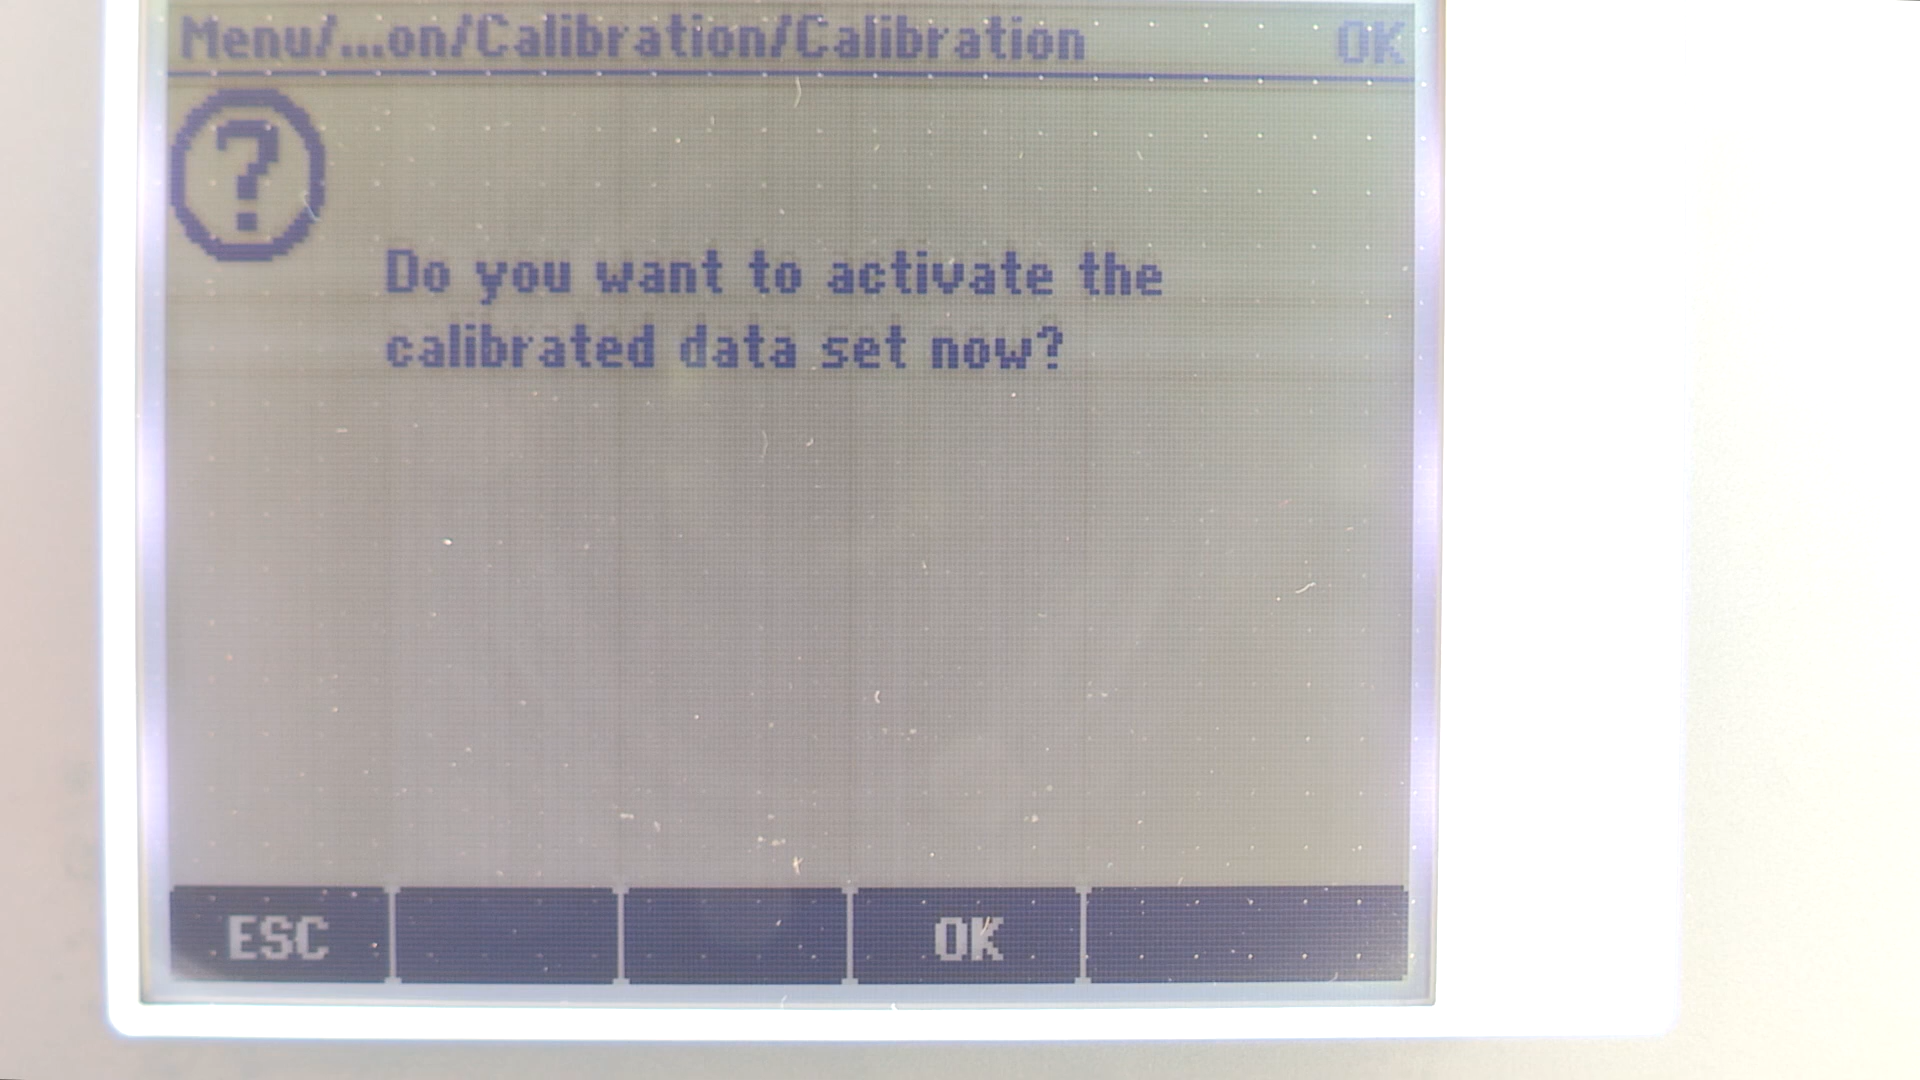 Menu/...on/Calibration/Calibration OK
?
Do you want to activate the
calibrated data set now?
ESC OK